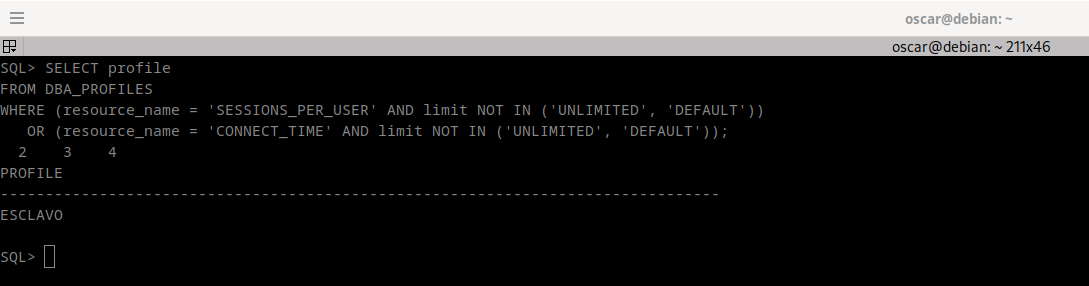 oscar@debian: ~
oscar@debian: ~ 211x46
SQL> SELECT profile
FROM DBA_PROFILES
WHERE (resource_name = 'SESSIONS_PER_USER' AND limit NOT IN ('UNLIMITED', 'DEFAULT'))
   OR (resource_name = 'CONNECT_TIME' AND limit NOT IN ('UNLIMITED', 'DEFAULT'));
  2    3    4
PROFILE
--------------------------------------------------------------------------------
ESCLAVO
SQL>